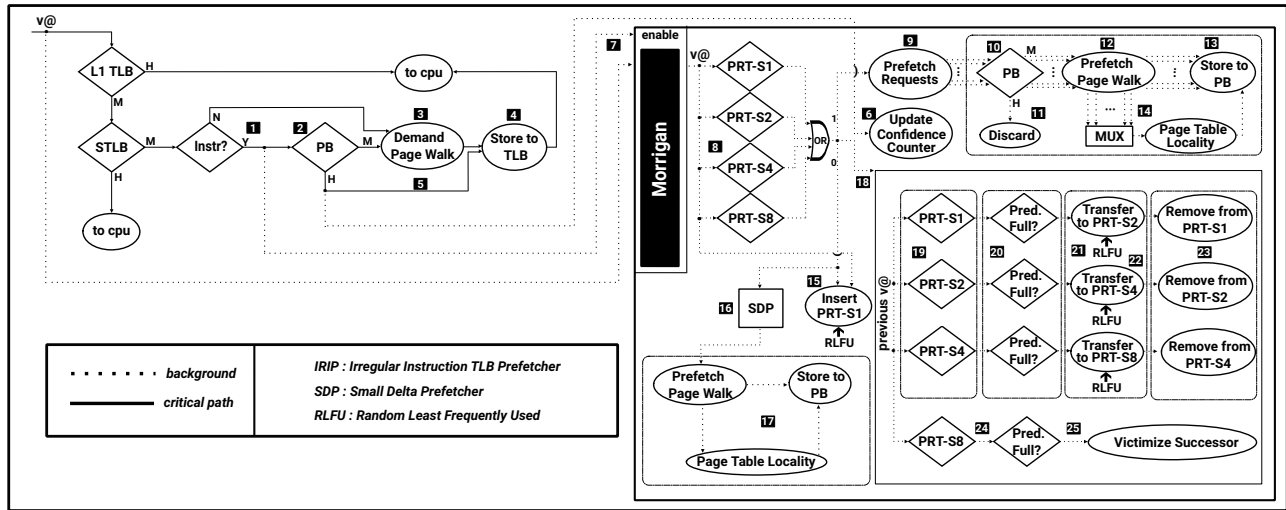 v@
L1 TLB
H
M
to cpu
STLB
M
H
to cpu
Instr?
N
1
Y
2
PB
M
H
3
Demand
Page Walk
4
Store to
TLB
5
7
enable
Morrigan
v@
PRT-S1
PRT-S2
8
PRT-S4
PRT-S8
OR
1
0
9
Prefetch
Requests
6
Update
Confidence
Counter
10
PB
M
H
11
Discard
12
Prefetch
Page Walk
...
MUX
13
Store to
PB
14
Page Table
Locality
15
Insert
PRT-S1
RLFU
16
SDP
Prefetch
Page Walk
Store to
PB
17
Page Table Locality
18
previous v@
PRT-S1
Pred.
Full?
Transfer
to PRT-S2
RLFU
Remove from
PRT-S1
19
20
21
22
23
PRT-S2
Pred.
Full?
Transfer
to PRT-S4
RLFU
Remove from
PRT-S2
PRT-S4
Pred.
Full?
Transfer
to PRT-S8
RLFU
Remove from
PRT-S4
PRT-S8
24
Pred.
Full?
25
Victimize Successor
background
critical path
IRIP : Irregular Instruction TLB Prefetcher
SDP : Small Delta Prefetcher
RLFU : Random Least Frequently Used